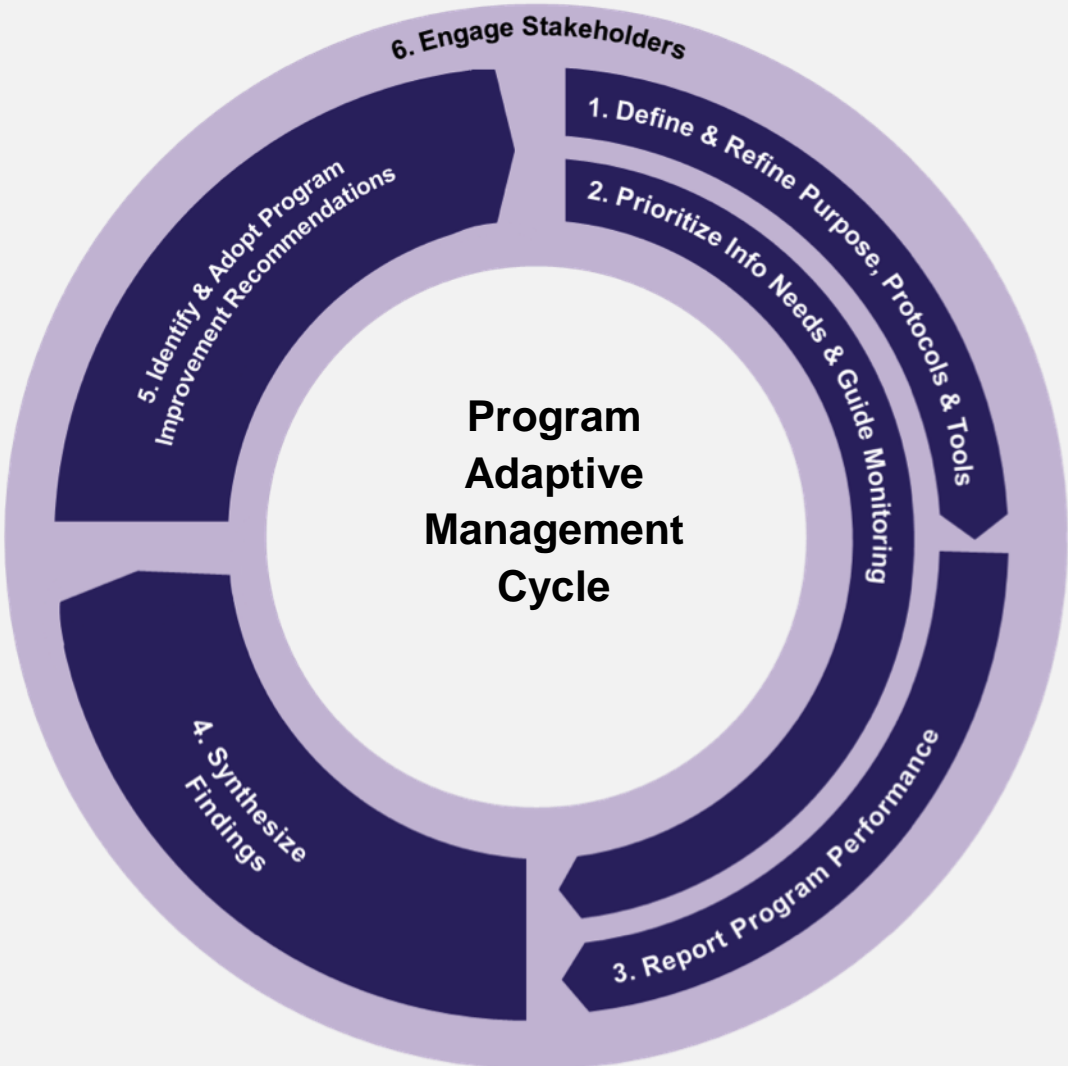 6. Engage Stakeholders
1. Define & Refine Purpose, Protocols & Tools
2. Prioritize Info Needs & Guide Monitoring
3. Report Program Performance
4. Synthesize
Findings
5. Identify & Adopt Program
Improvement Recommendations
Program
Adaptive
Management
Cycle